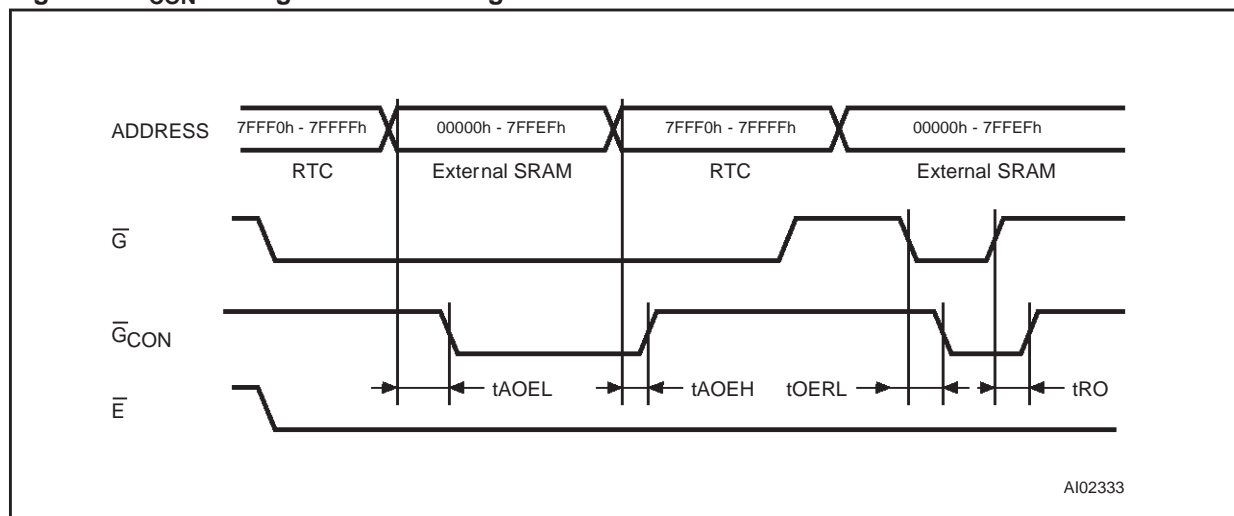 CON
ADDRESS
7FFF0h - 7FFFFh
00000h - 7FFEFh
7FFF0h - 7FFFFh
00000h - 7FFEFh
RTC
External SRAM
RTC
External SRAM
G
GCON
tAOEL
tAOEH
tOERL
tRO
E
AI02333